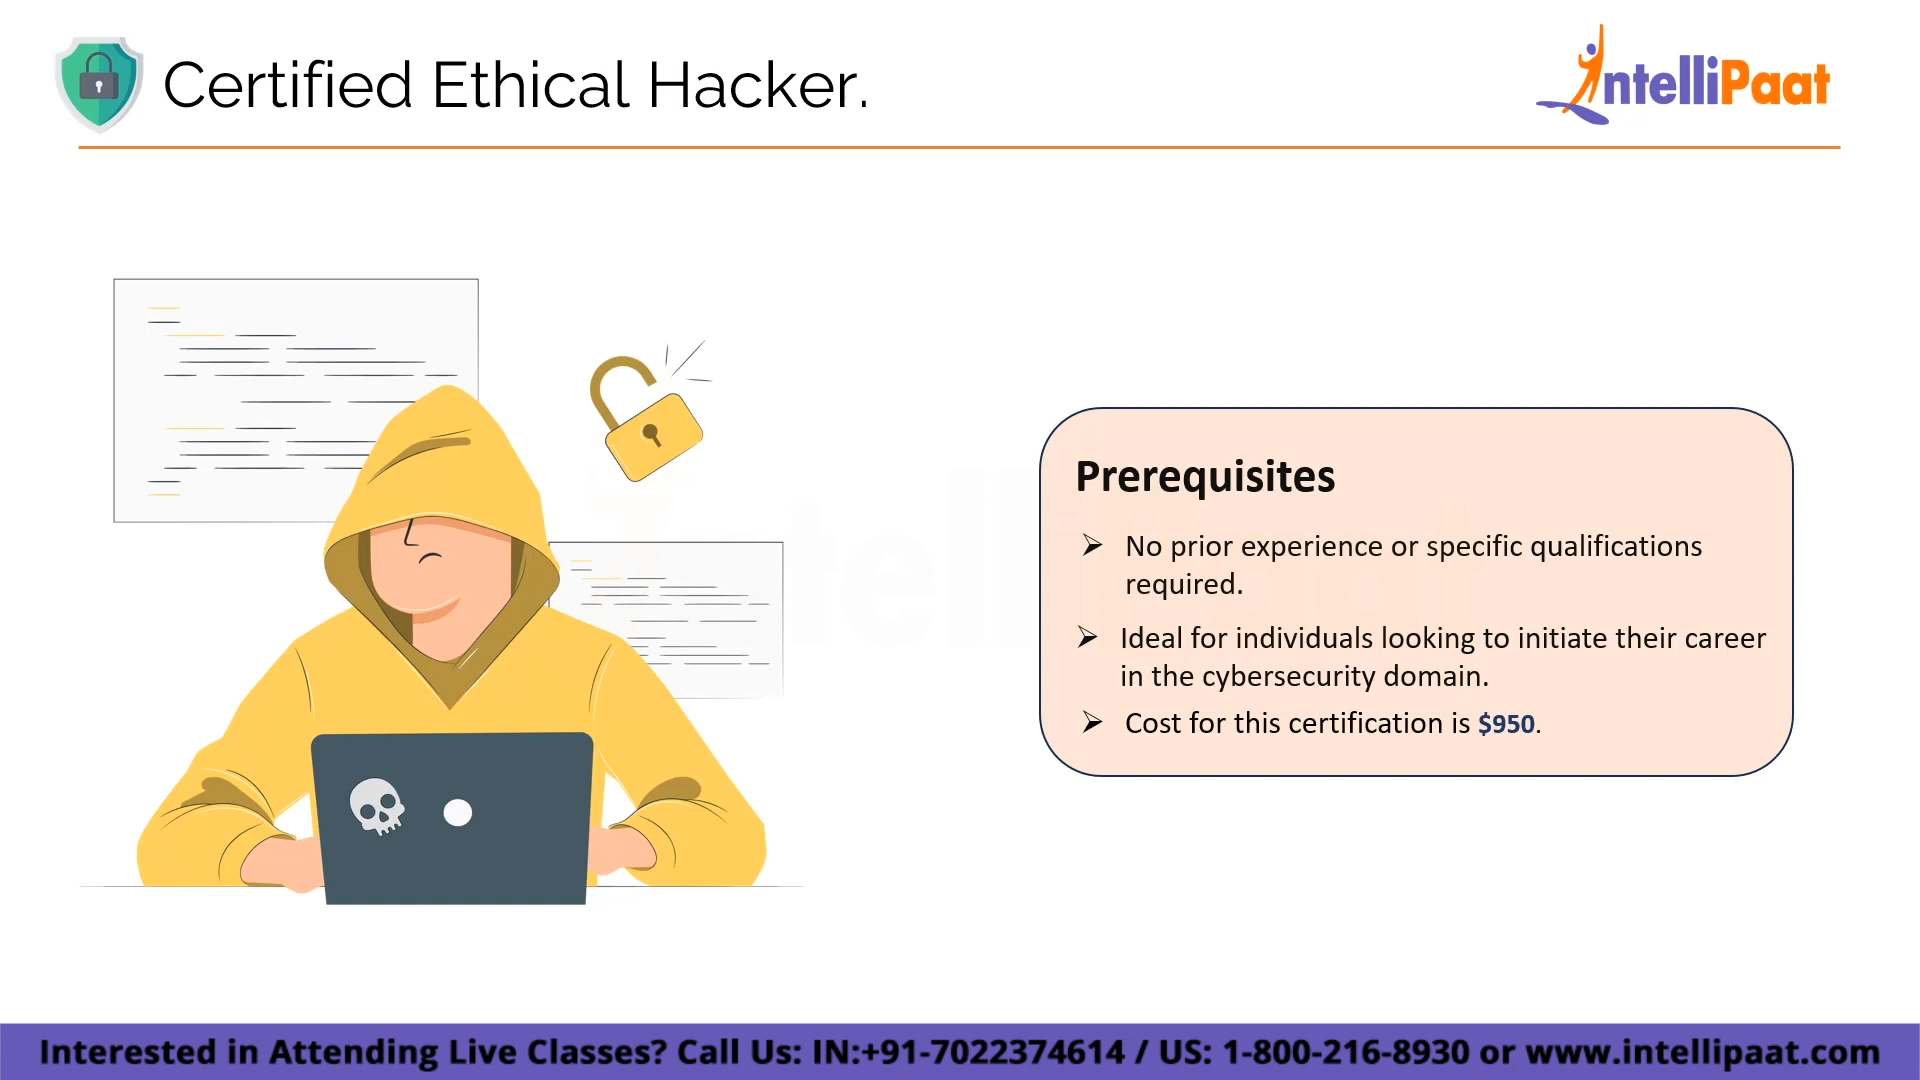 Certified Ethical Hacker.
IntelliPaat
Prerequisites
➢ No prior experience or specific qualifications
required.
➢ Ideal for individuals looking to initiate their career
in the cybersecurity domain.
➢ Cost for this certification is $950.
Interested in Attending Live Classes? Call Us: IN:+91-7022374614 / US: 1-800-216-8930 or www.intellipaat.com